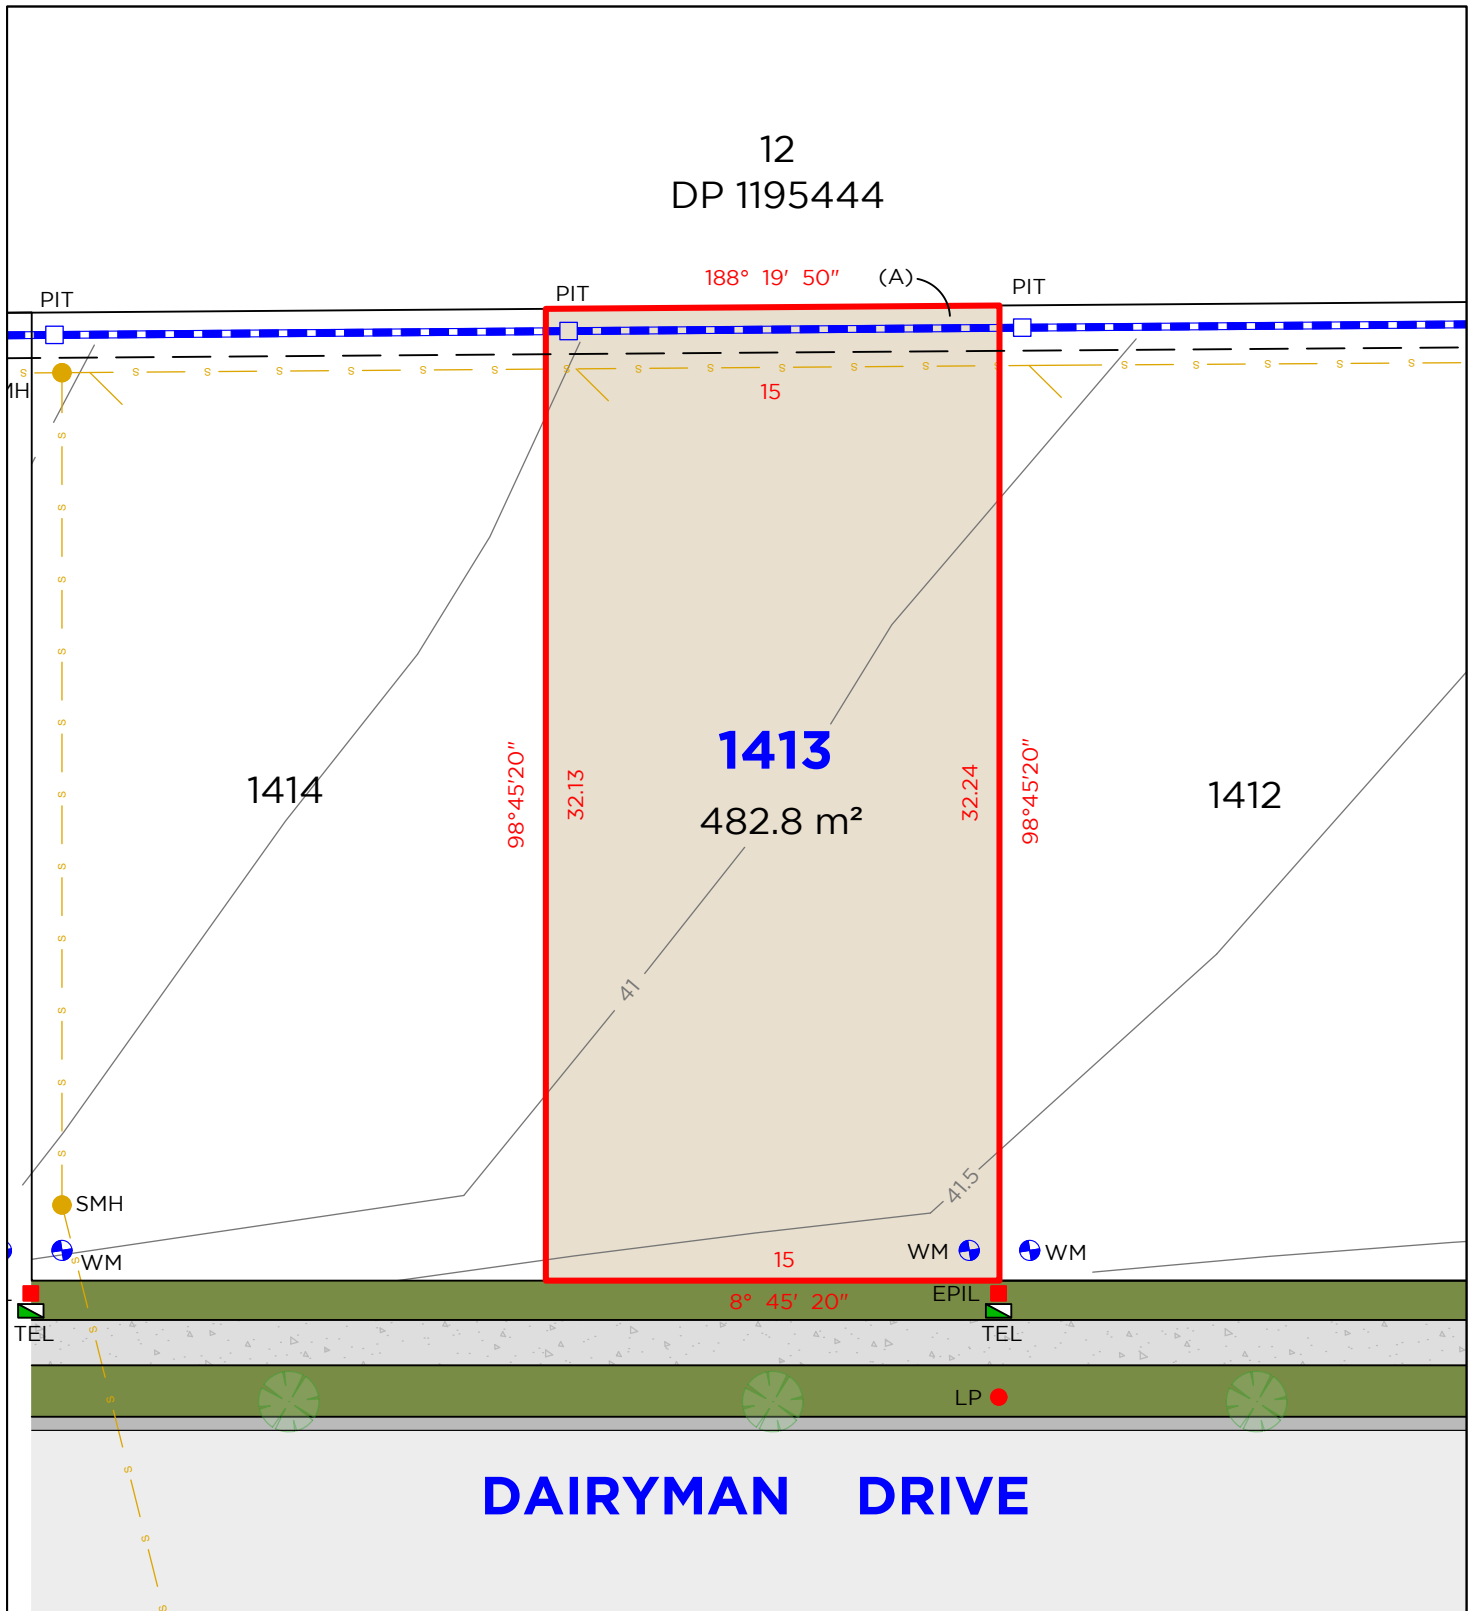 12
DP 1195444
188° 19' 50"
(A)
PIT
PIT
PIT
MH
15
1413
482.8 m²
1414
1412
98°45'20"
32.13
32.24
98°45'20"
41
41.5
SMH
WM
WM
WM
15
8° 45' 20"
EPIL
TEL
TEL
LP
DAIRYMAN DRIVE